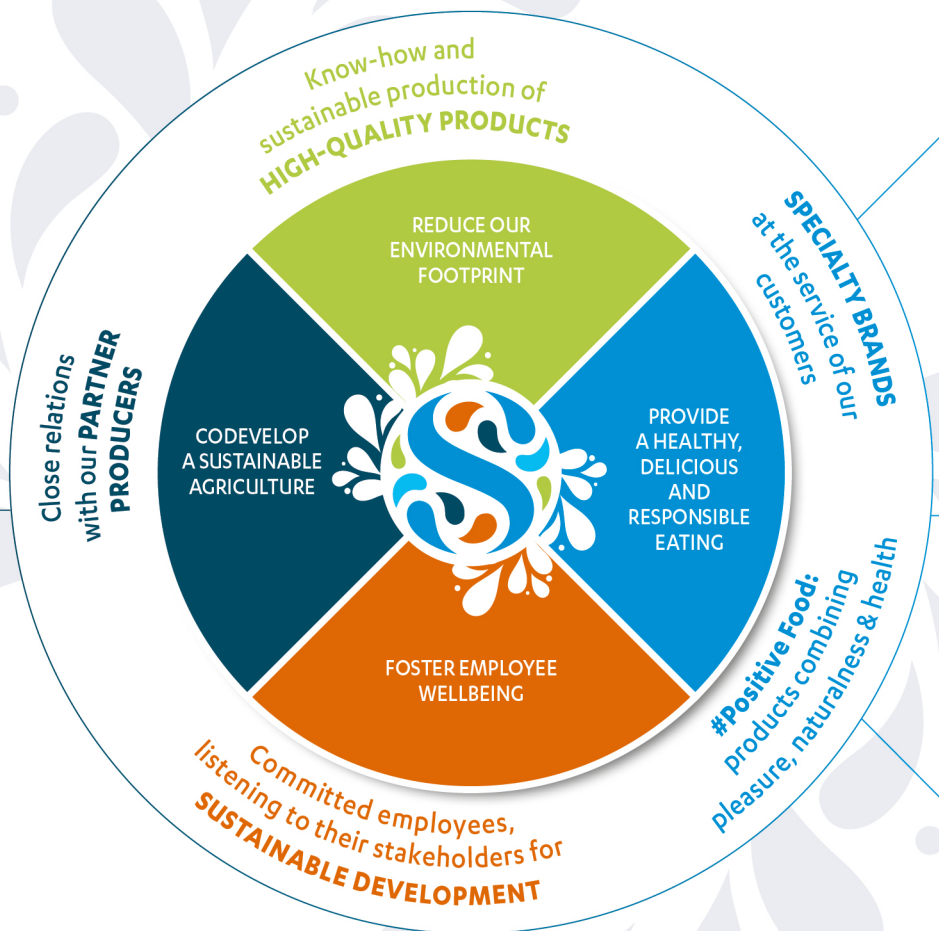 Know-how and
sustainable production of
HIGH-QUALITY PRODUCTS
REDUCE OUR
ENVIRONMENTAL
FOOTPRINT
SPECIALTY BRANDS
at the service of our
customers
Close relations
with our PARTNER
PRODUCERS
CODEVELOP
A SUSTAINABLE
AGRICULTURE
PROVIDE
A HEALTHY,
DELICIOUS
AND
RESPONSIBLE
EATING
#Positive Food:
products combining
pleasure, naturalness & health
FOSTER EMPLOYEE
WELLBEING
Committed employees,
listening to their stakeholders for
SUSTAINABLE DEVELOPMENT